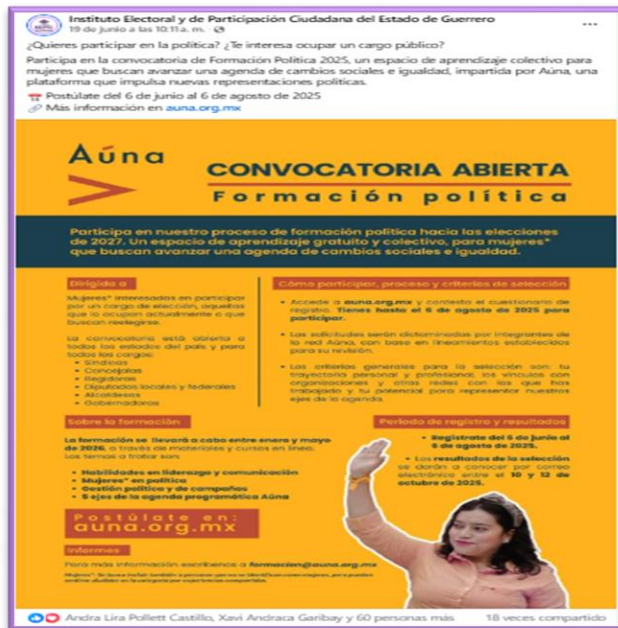 Instituto Electoral y de Participación Ciudadana del Estado de Guerrero
19 de junio a las 10:11 a. m. ·
¿Quieres participar en la política? ¿Te interesa ocupar un cargo público?
Participa en la convocatoria de Formación Política 2025, un espacio de aprendizaje colectivo para
mujeres que buscan avanzar una agenda de cambios sociales e igualdad, impartida por Aúna, una
plataforma que impulsa nuevas representaciones políticas.
Postúlate del 6 de junio al 6 de agosto de 2025
Más información en auna.org.mx
Aúna
CONVOCATORIA ABIERTA
Formación política
Participa en nuestro proceso de formación política hacia las elecciones
de 2027. Un espacio de aprendizaje gratuito y colectivo, para mujeres*
que buscan avanzar una agenda de cambios sociales e igualdad.
Dirigida a
Mujeres* interesadas en participar
por un cargo de elección, aquellas
que lo ocupan actualmente o que
buscan reelegirse.
La convocatoria está abierta a
todos los estados del país y para
todos los cargos:
• Síndicas
• Concejalas
• Regidoras
• Diputadas locales y federales
• Alcaldesas
• Gobernadoras
Cómo participar, proceso y criterios de selección
• Accede a auna.org.mx y contesta el cuestionario de
registro. Tienes hasta el 6 de agosto de 2025 para
participar.
• Las solicitudes serán dictaminadas por integrantes de
la red Aúna, con base en lineamientos establecidos
para su revisión.
• Los criterios generales para la selección son: tu
trayectoria personal y profesional, los vínculos con
organizaciones y otras redes con las que has
trabajado y tu potencial para representar nuestros
ejes de la agenda.
Sobre la formación
La formación se llevará a cabo entre enero y mayo
de 2026, a través de materiales y cursos en línea.
Los temas a tratar son:
• Habilidades en liderazgo y comunicación
• Mujeres* en política
• Gestión política y de campañas
• 5 ejes de la agenda programática Aúna
Periodo de registro y resultados
• Regístrate del 6 de junio al
6 de agosto de 2025.
• Los resultados de la selección
se darán a conocer por correo
electrónico entre el 10 y 12 de
octubre de 2025.
Postúlate en:
auna.org.mx
Informes
Para más información escríbenos a formacion@auna.org.mx
Andra Lira Pollett Castillo, Xavi Andraca Garibay y 60 personas más
18 veces compartido